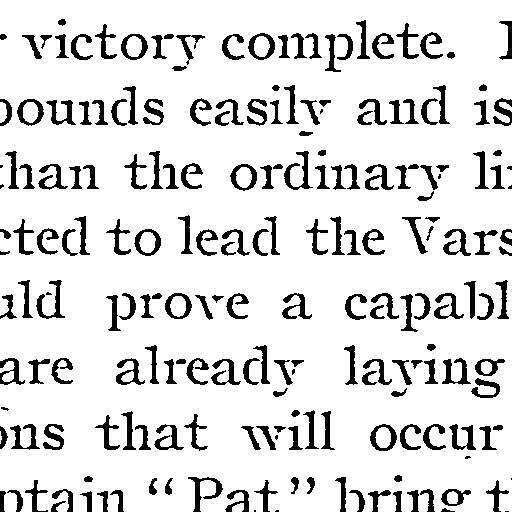 victory complete.
pounds easily and is
than the ordinary
cted to lead the Vars
uld prove a capabl
are already laying
ons that will occur
ptain “Pat” bring